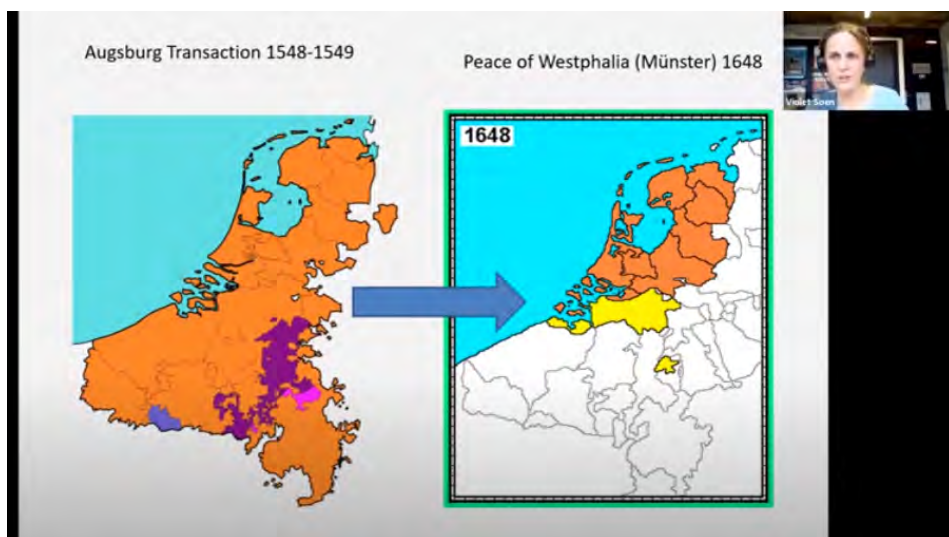 Augsburg Transaction 1548-1549
Peace of Westphalia (Münster) 1648
Violet Soen
1648